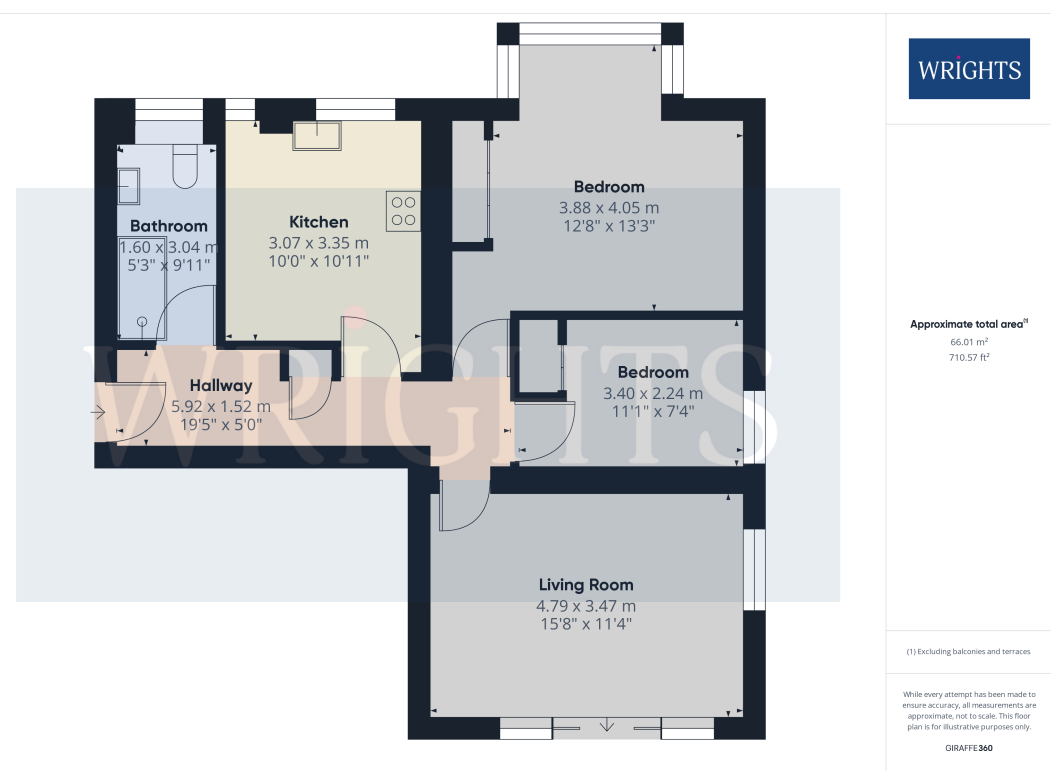 WRIGHTS
Bedroom
3.88 x 4.05 m
12'8" x 13'3"
Kitchen
3.07 x 3.35 m
10'0" x 10'11"
Bathroom
1.60 x 3.04 m
5'3" x 9'11"
Hallway
5.92 x 1.52 m
19'5" x 5'0"
Bedroom
3.40 x 2.24 m
11'1" x 7'4"
WRIGHTS
Living Room
4.79 x 3.47 m
15'8" x 11'4"
Approximate total area(1)
66.01 m²
710.57 ft²
(1) Excluding balconies and terraces
While every attempt has been made to
ensure accuracy, all measurements are
approximate, not to scale. This floor
plan is for illustrative purposes only.
GIRAFFE360